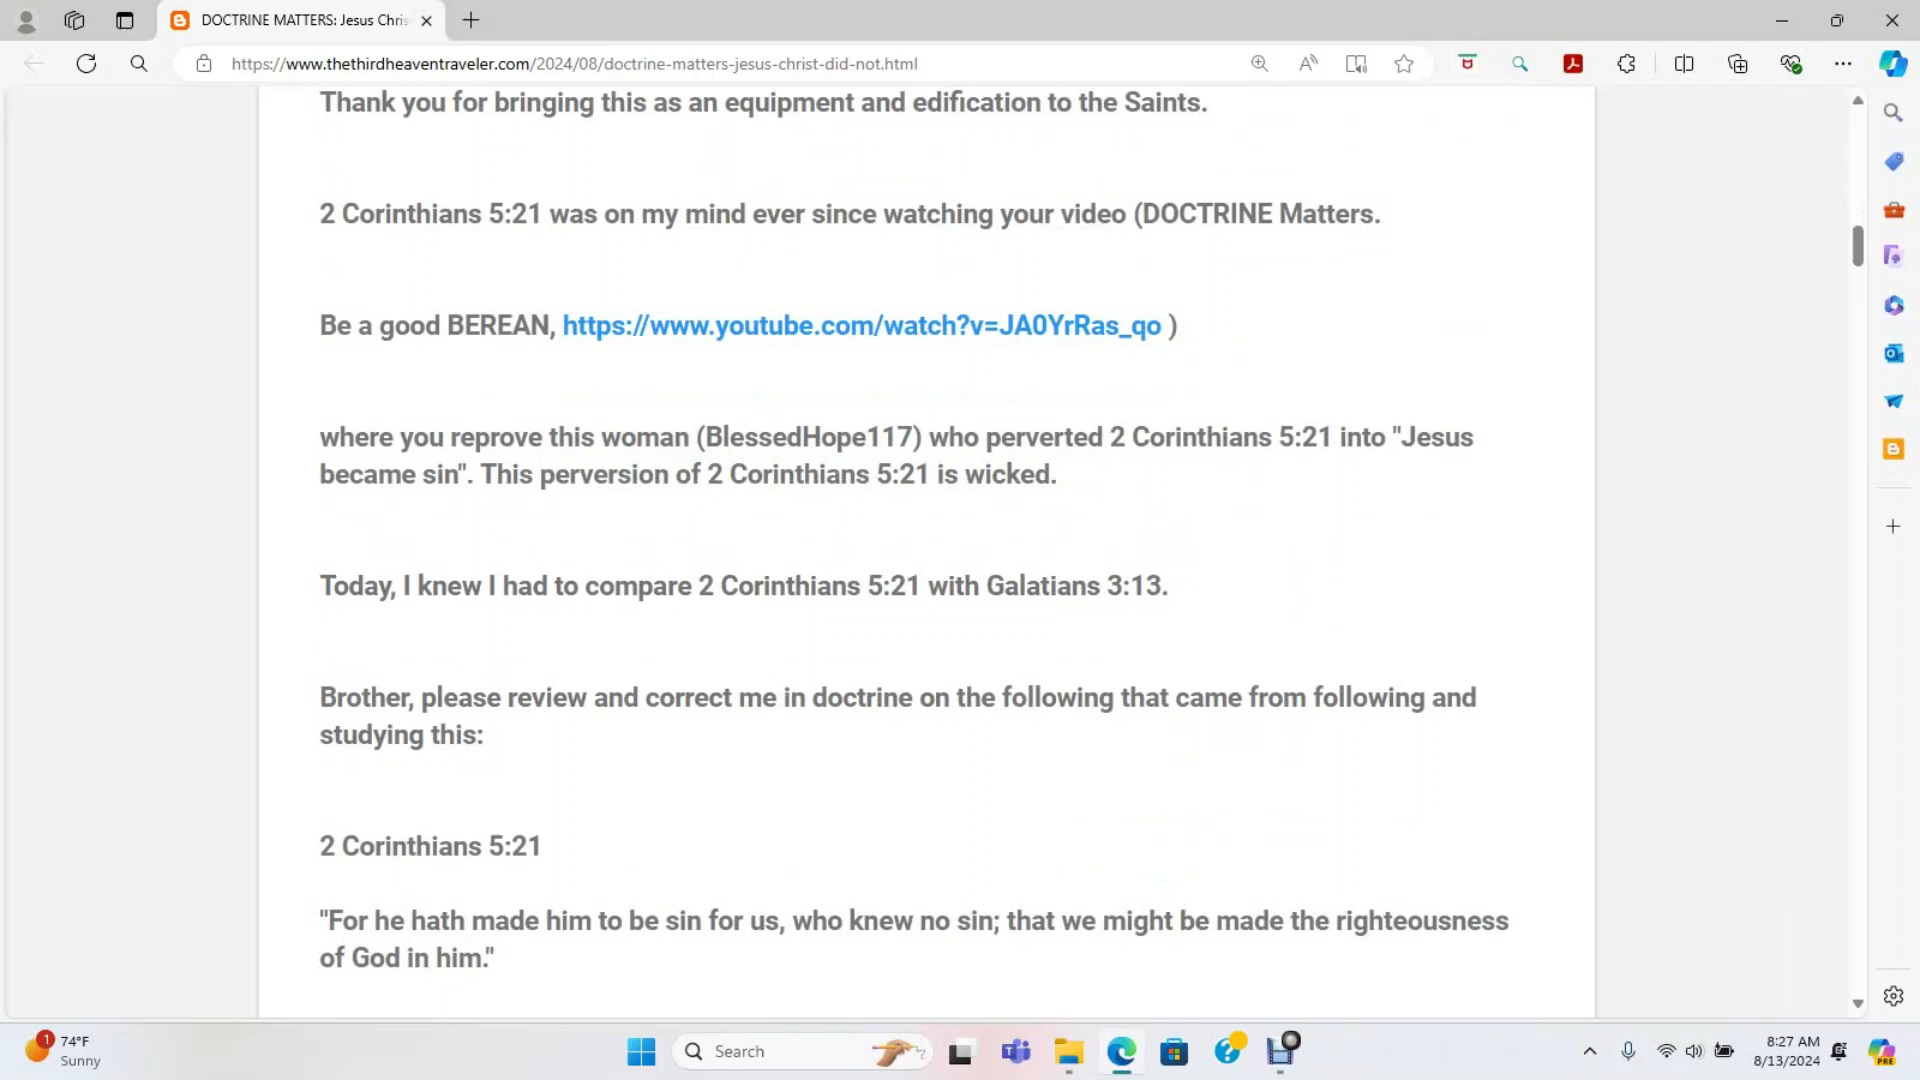 DOCTRINE MATTERS: Jesus Chris
https://www.thethirdheaventraveler.com/2024/08/doctrine-matters-jesus-christ-did-not.html
Thank you for bringing this as an equipment and edification to the Saints.
2 Corinthians 5:21 was on my mind ever since watching your video (DOCTRINE Matters.
Be a good BEREAN, https://www.youtube.com/watch?v=JA0YrRas_qo )
where you reprove this woman (BlessedHope117) who perverted 2 Corinthians 5:21 into "Jesus
became sin". This perversion of 2 Corinthians 5:21 is wicked.
Today, I knew I had to compare 2 Corinthians 5:21 with Galatians 3:13.
Brother, please review and correct me in doctrine on the following that came from following and
studying this:
2 Corinthians 5:21
"For he hath made him to be sin for us, who knew no sin; that we might be made the righteousness
of God in him."
1
74°F
Sunny
Search
8:27 AM
8/13/2024
PRE